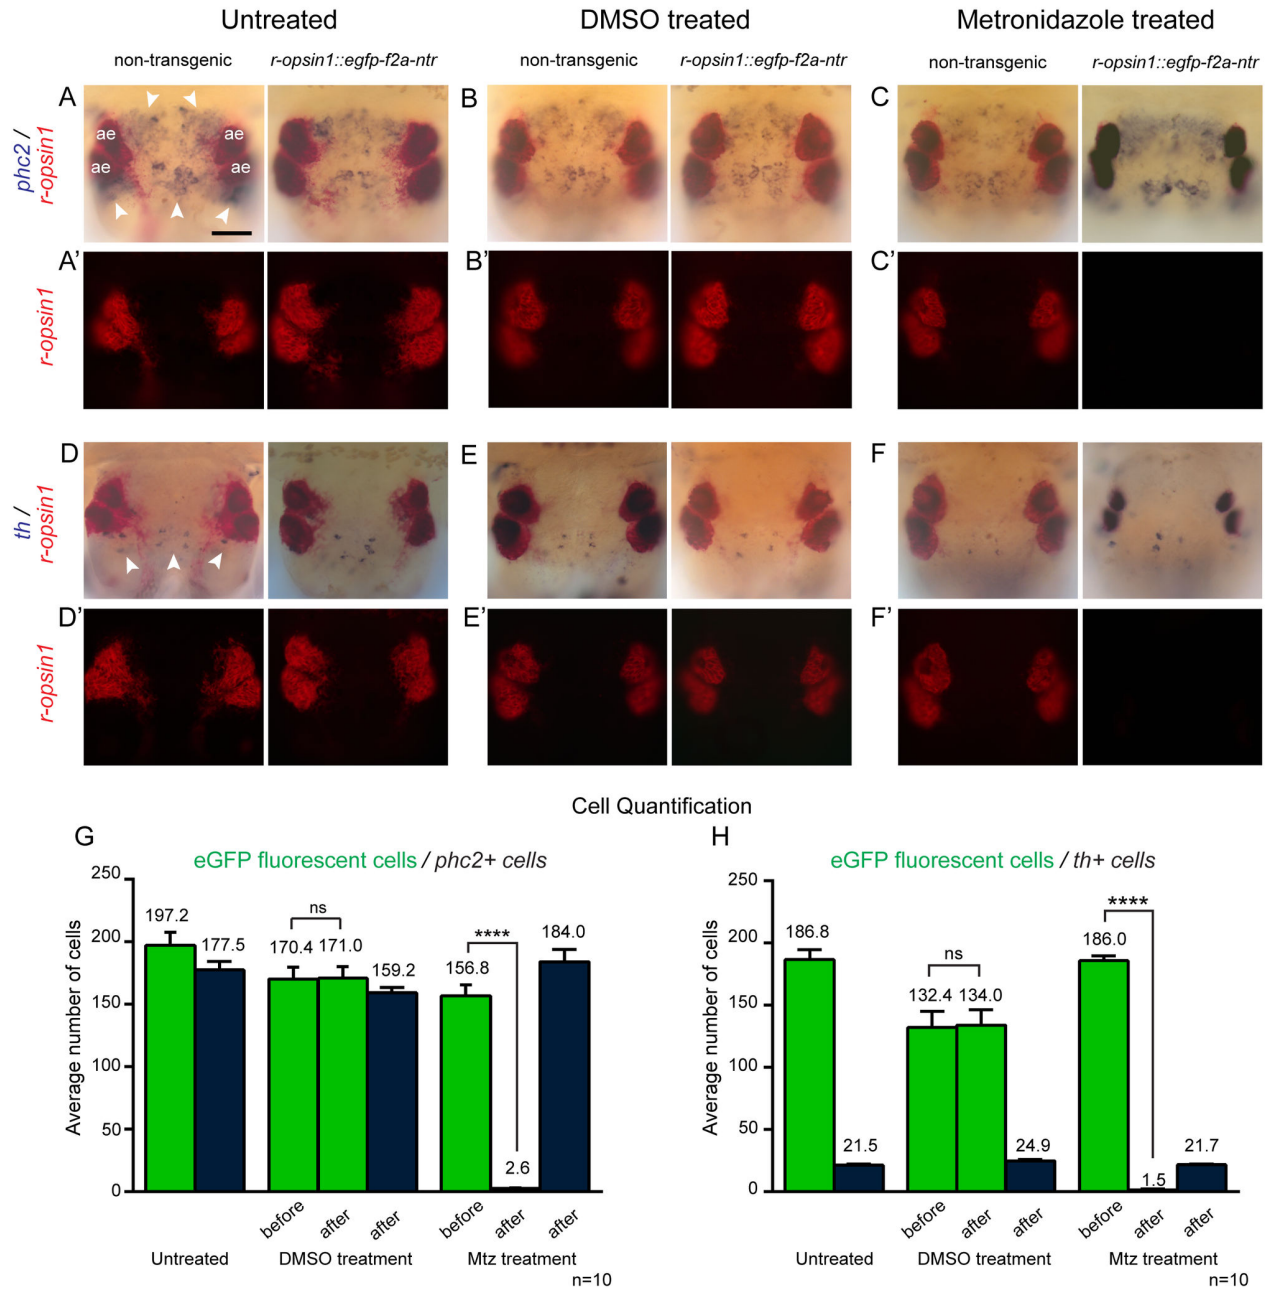 Untreated DMSO treated Metronidazole treated
non-transgenic r-opsin1::egfp-f2a-ntr non-transgenic r-opsin1::egfp-f2a-ntr non-transgenic r-opsin1::egfp-f2a-ntr
A B C
phc2 /
r-opsin1
ae ae
ae ae
A' B' C'
r-opsin1
D E F
th /
r-opsin1
D' E' F'
r-opsin1
Cell Quantification
G
eGFP fluorescent cells / phc2+ cells
Average number of cells
250
200
150
100
50
0
197.2
177.5
ns
170.4
171.0
159.2
****
156.8
2.6
184.0
before
after
after
before
after
after
Untreated DMSO treatment Mtz treatment
n=10
H
eGFP fluorescent cells / th+ cells
Average number of cells
250
200
150
100
50
0
186.8
21.5
ns
132.4
134.0
24.9
****
186.0
1.5
21.7
before
after
after
before
after
after
Untreated DMSO treatment Mtz treatment
n=10